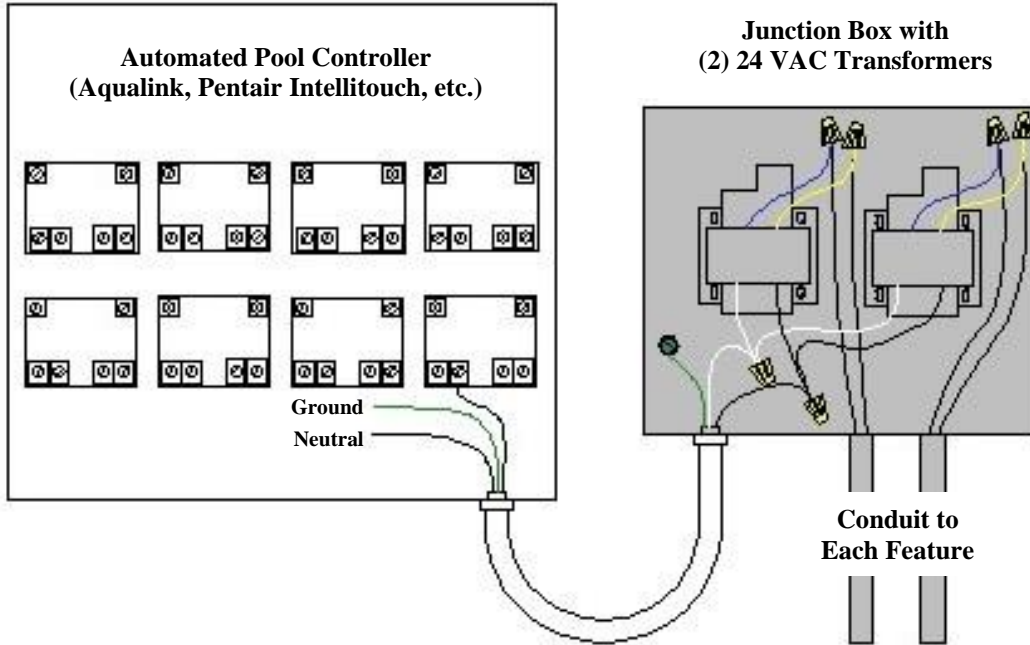 Automated Pool Controller
(Aqualink, Pentair Intellitouch, etc.)
Junction Box with
(2) 24 VAC Transformers
Ground
Neutral
Conduit to
Each Feature